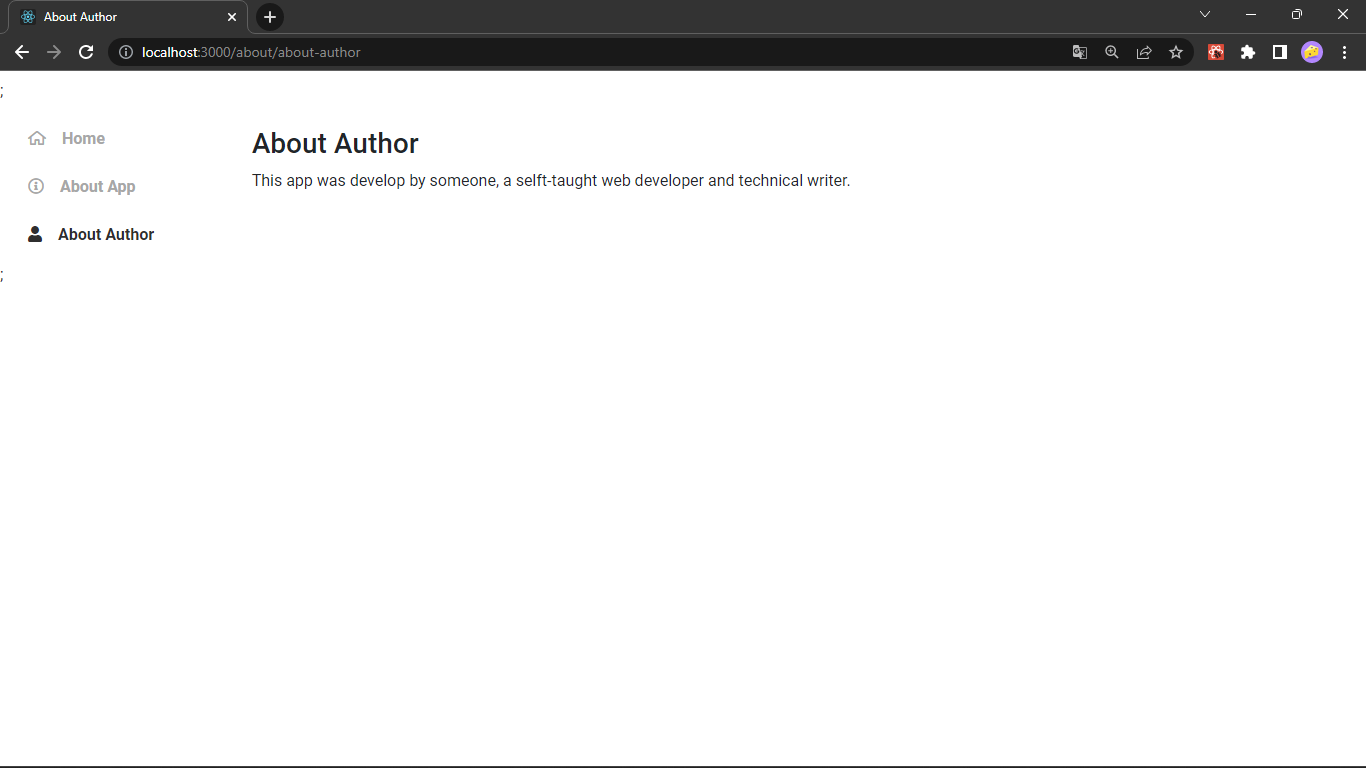 About Author
localhost:3000/about/about-author
;
Home
About App
About Author
About Author
This app was develop by someone, a selft-taught web developer and technical writer.
;